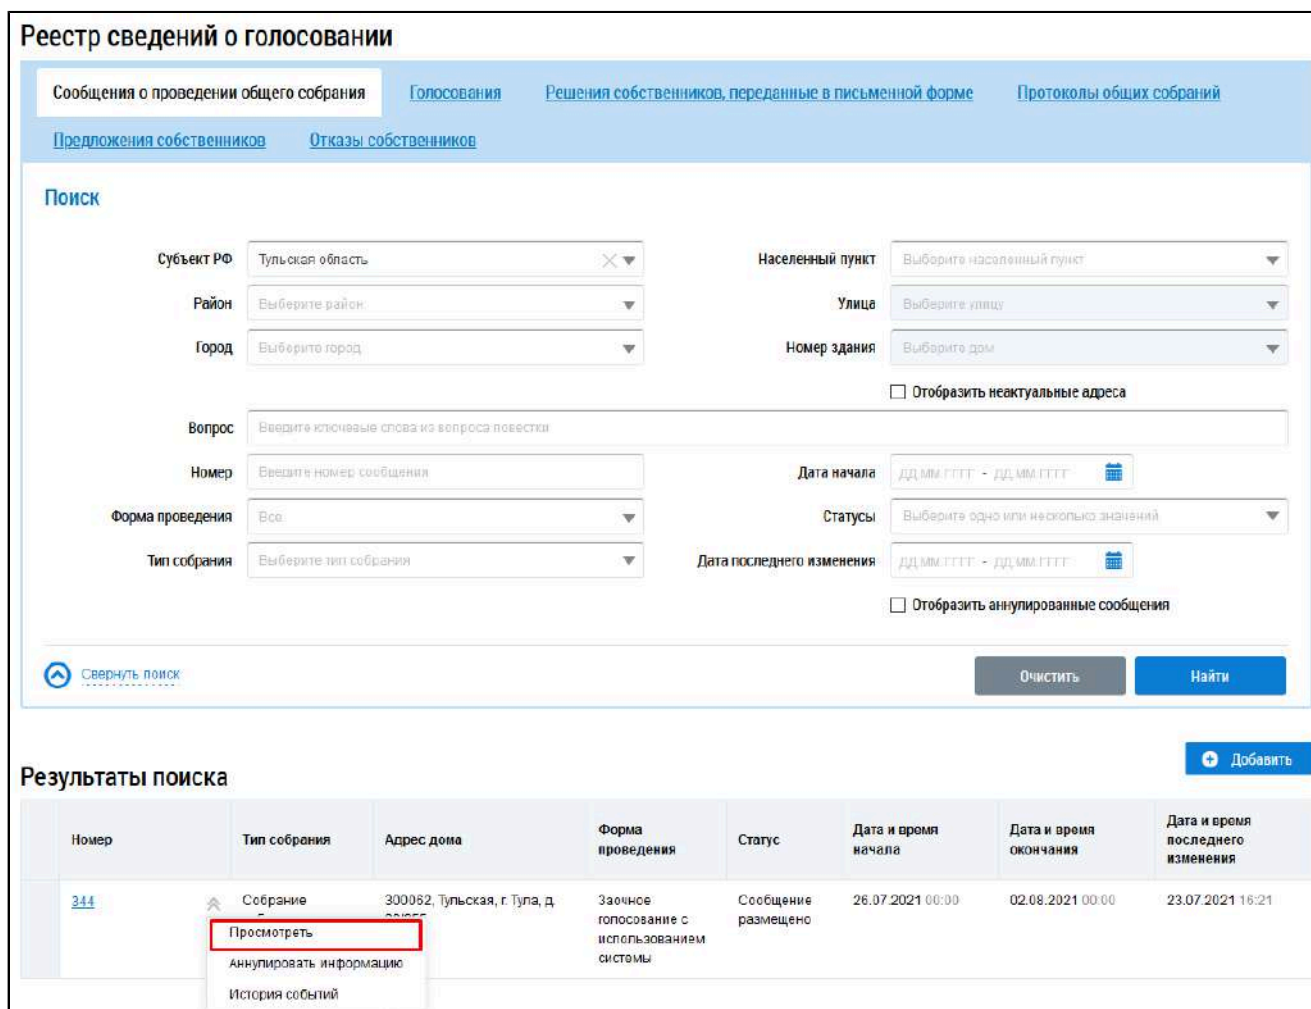 Реестр сведений о голосовании
Сообщения о проведении общего собрания Голосования Решения собственников, переданные в письменной форме Протоколы общих собраний
Предложения собственников Отказы собственников
Поиск
Субъект РФ Тульская область Населенный пункт Выберите населенный пункт
Район Выберите район Улица Выберите улицу
Город Выберите город Номер здания Выберите дом
Отобразить неактуальные адреса
Вопрос Введите ключевые слова из вопроса повестки
Номер Введите номер сообщения Дата начала ДД.ММ.ГГГГ - ДД.ММ.ГГГГ
Форма проведения Все Статусы Выберите одно или несколько значений
Тип собрания Выберите тип собрания Дата последнего изменения ДД.ММ.ГГГГ - ДД.ММ.ГГГГ
Отобразить аннулированные сообщения
Свернуть поиск Очистить Найти
Добавить
Результаты поиска
Номер Тип собрания Адрес дома Форма проведения Статус Дата и время начала Дата и время окончания Дата и время последнего изменения
344 Собрание 300062, Тульская, г. Тула, д. Заочное Сообщение 26.07.2021 00:00 02.08.2021 00:00 23.07.2021 16:21
голосование с размещено
Просмотреть
использованием
системы
Аннулировать информацию
История событий